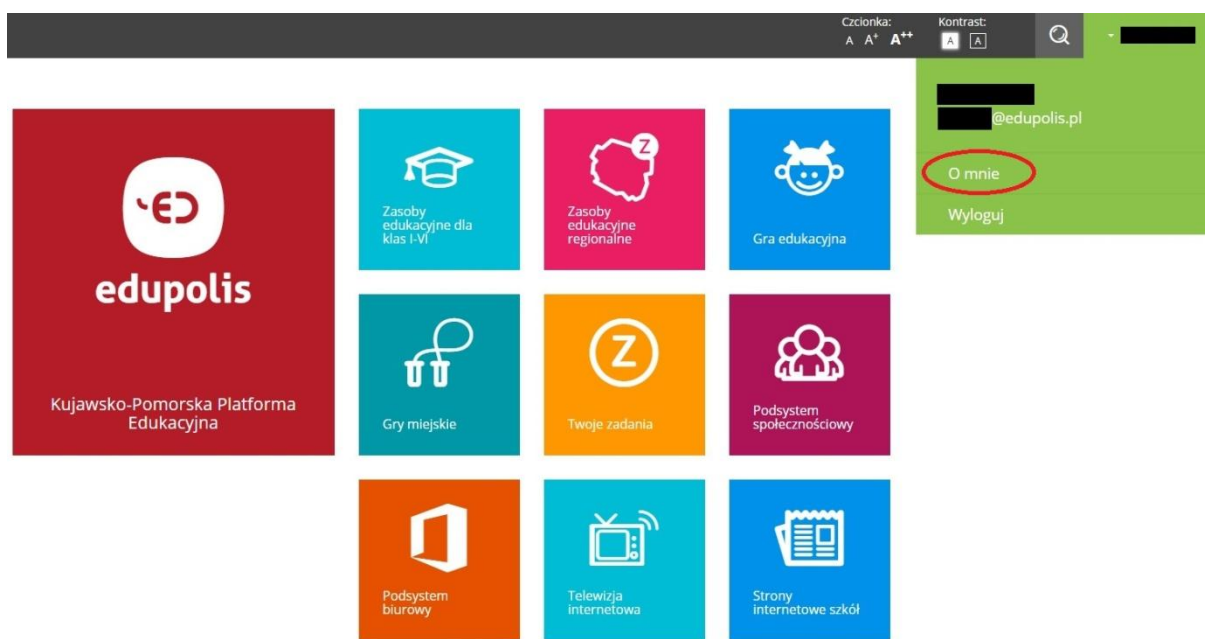 Czcionka:
A A+ A++
Kontrast:
A A
@edupolis.pl
O mnie
Wyloguj
edupolis
Kujawsko-Pomorska Platforma
Edukacyjna
Zasoby
edukacyjne dla
klas I-VI
Z
Zasoby
edukacyjne
regionalne
Gra edukacyjna
Gry miejskie
Z
Twoje zadania
Podsystem
społecznościowy
Podsystem
biurowy
Telewizja
internetowa
Strony
internetowe szkół